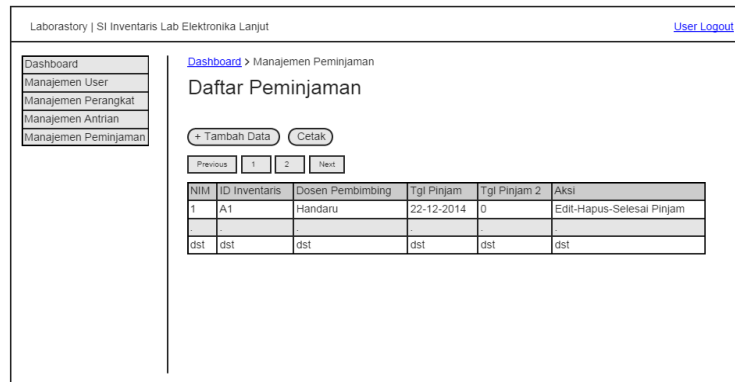 Laborastory | SI Inventaris Lab Elektronika Lanjut User Logout
Dashboard
Manajemen User
Manajemen Perangkat
Manajemen Antrian
Manajemen Peminjaman
Dashboard > Manajemen Peminjaman
Daftar Peminjaman
+ Tambah Data Cetak
Previous 1 2 Next
NIM ID Inventaris Dosen Pembimbing Tgl Pinjam Tgl Pinjam 2 Aksi
1 A1 Handaru 22-12-2014 0 Edit-Hapus-Selesai Pinjam
. . . . . .
dst dst dst dst dst dst